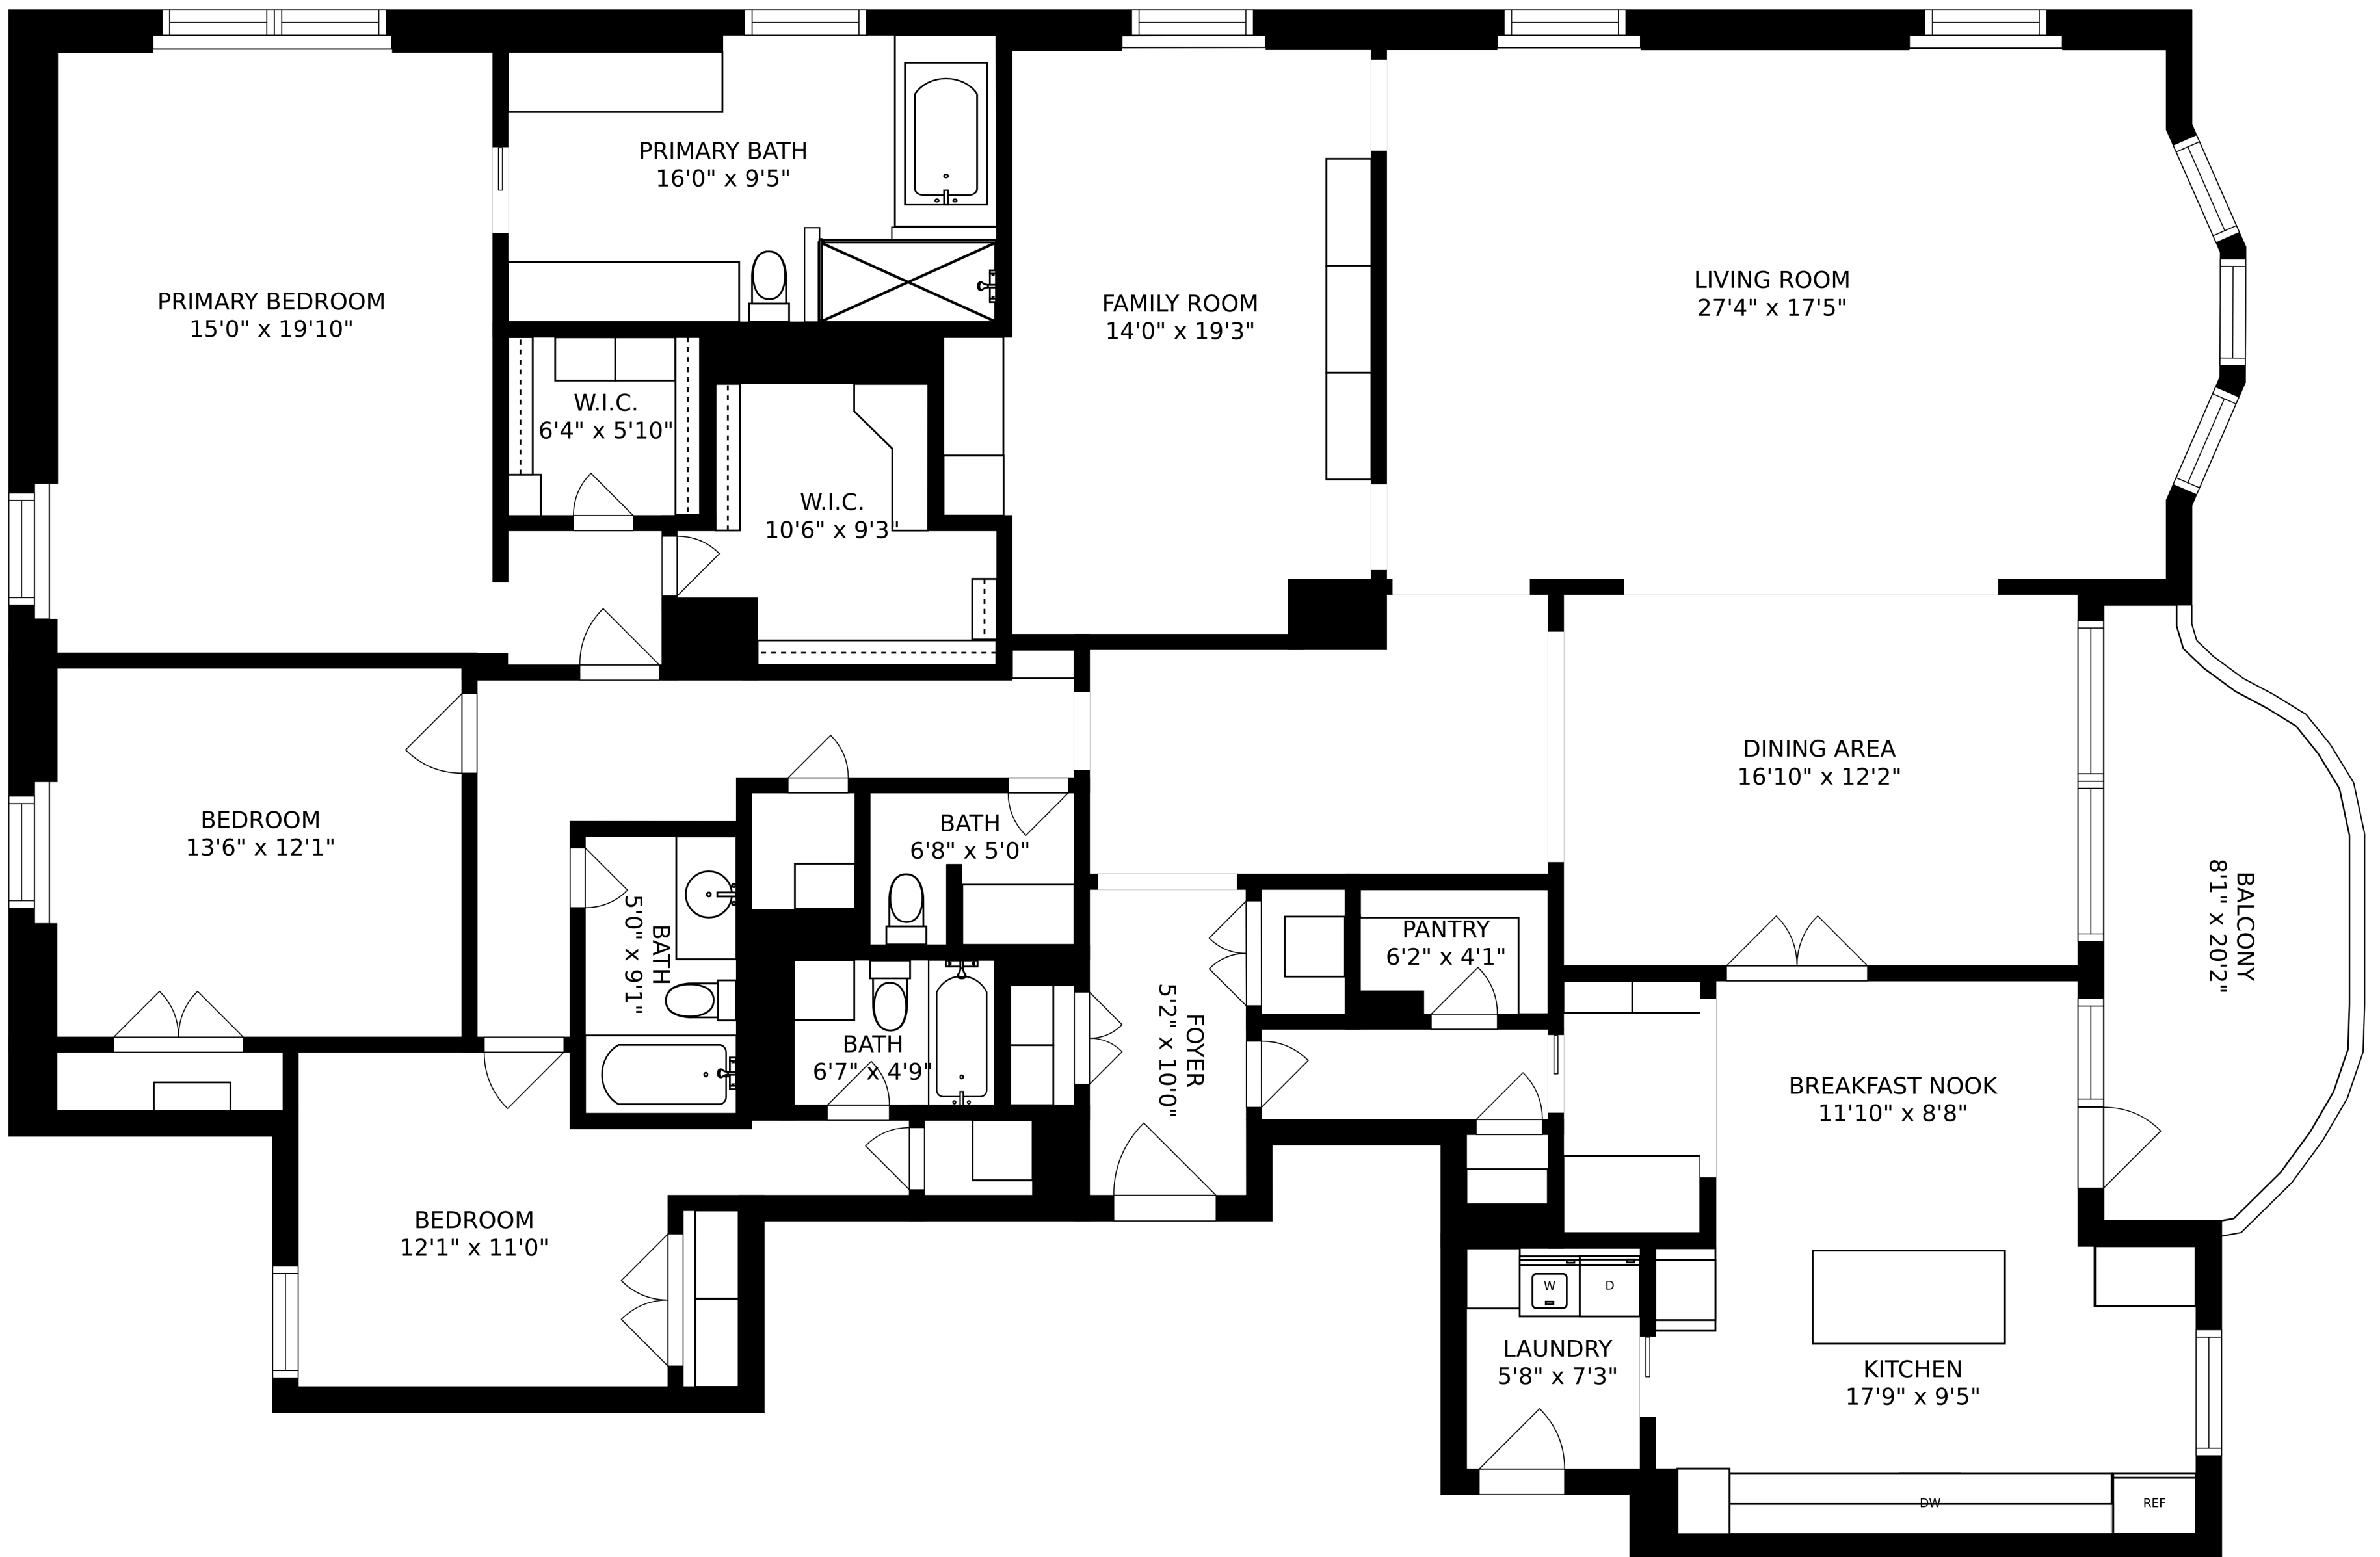 PRIMARY BATH
16'0" x 9'5"
PRIMARY BEDROOM
15'0" x 19'10"
FAMILY ROOM
14'0" x 19'3"
LIVING ROOM
27'4" x 17'5"
W.I.C.
6'4" x 5'10"
W.I.C.
10'6" x 9'3"
DINING AREA
16'10" x 12'2"
BEDROOM
13'6" x 12'1"
BATH
6'8" x 5'0"
BATH
5'0" x 9'1"
PANTRY
6'2" x 4'1"
BALCONY
8'1" x 20'2"
BATH
6'7" x 4'9"
FOYER
5'2" x 10'0"
BREAKFAST NOOK
11'10" x 8'8"
BEDROOM
12'1" x 11'0"
W
D
LAUNDRY
5'8" x 7'3"
KITCHEN
17'9" x 9'5"
DW
REF